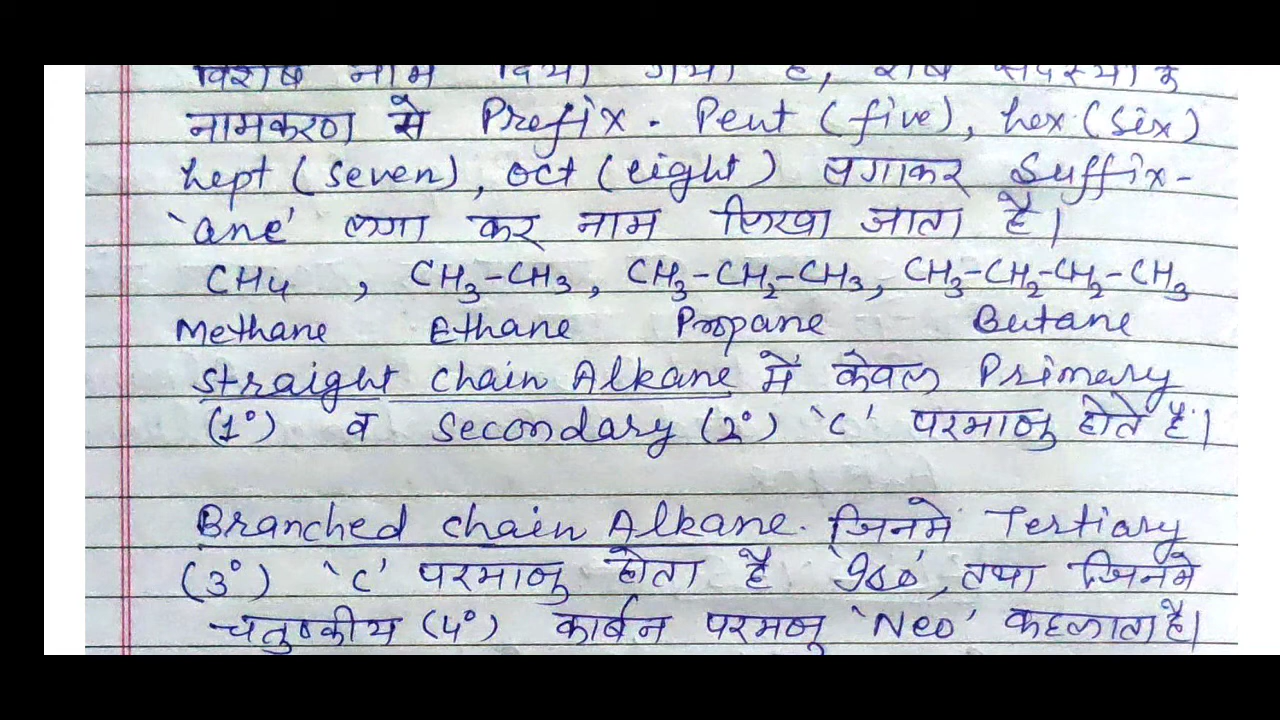 विशेष नाम दिया गया है, शेष सदस्यों के
नामकरण से Prefix - Pent (five), hex (six)
hept (seven), oct (eight) लगाकर Suffix -
'ane' लगा कर नाम लिखा जाता है।
CH4 , CH3-CH3, CH3-CH2-CH3, CH3-CH2-CH2-CH3
Methane Ethane Propane Butane
straight chain Alkane में केवल Primary
(1°) व secondary (2°) 'c' परमाणु होते है।
Branched chain Alkane. जिनमे Tertiary
(3°) 'c' परमाणु होता है 'Iso', तथा जिनमे
चतुष्कीय (4°) कार्बन परमाणु 'Neo' कहलाता है।